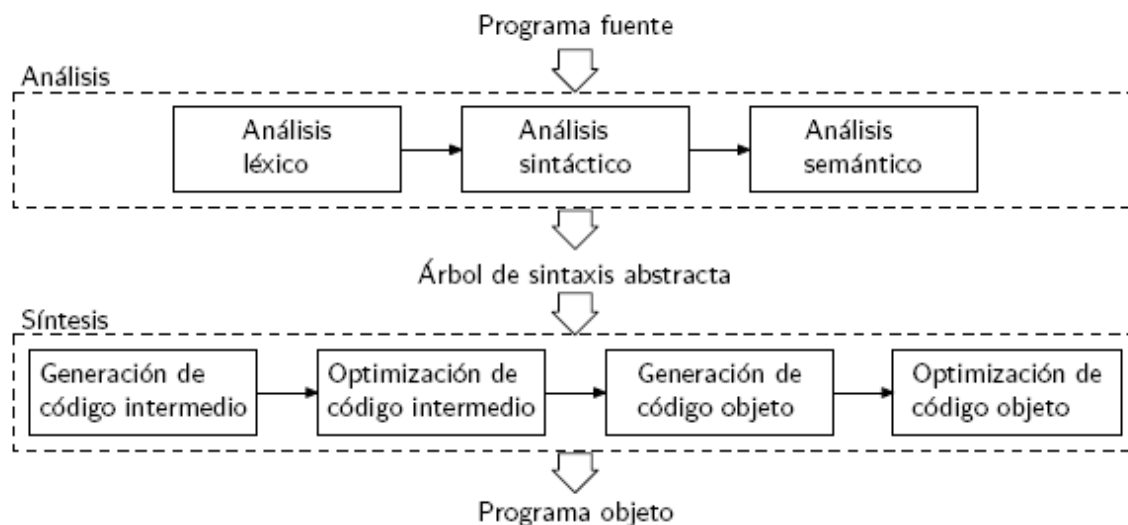 Programa fuente
Análisis
Análisis
léxico
Análisis
sintáctico
Análisis
semántico
Árbol de sintaxis abstracta
Síntesis
Generación de
código intermedio
Optimización de
código intermedio
Generación de
código objeto
Optimización de
código objeto
Programa objeto